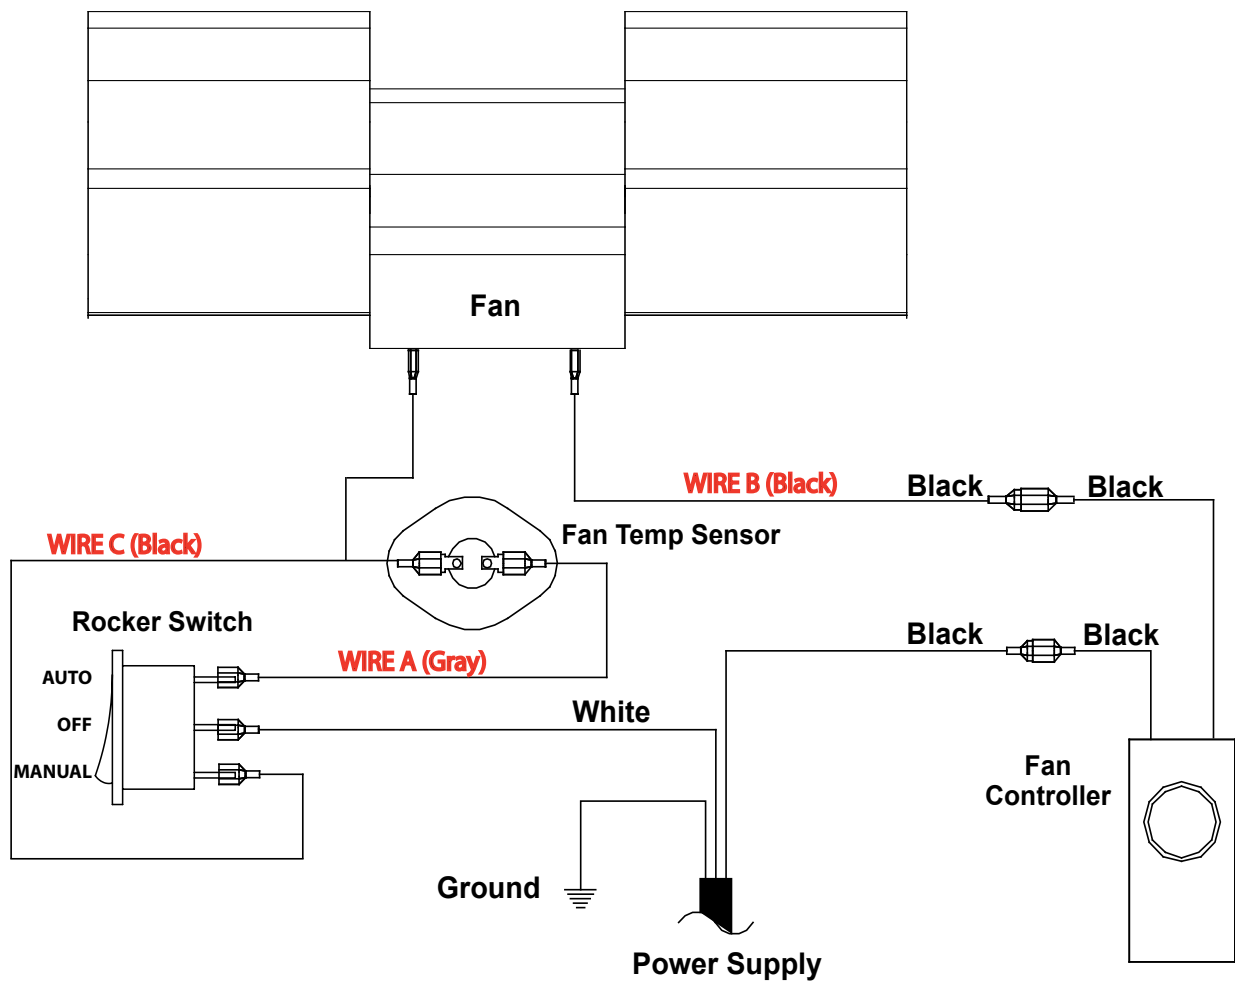 Fan
WIRE B (Black)
Black
Black
Fan Temp Sensor
WIRE C (Black)
Rocker Switch
Black
Black
WIRE A (Gray)
AUTO
White
OFF
MANUAL
Fan
Controller
Ground
Power Supply